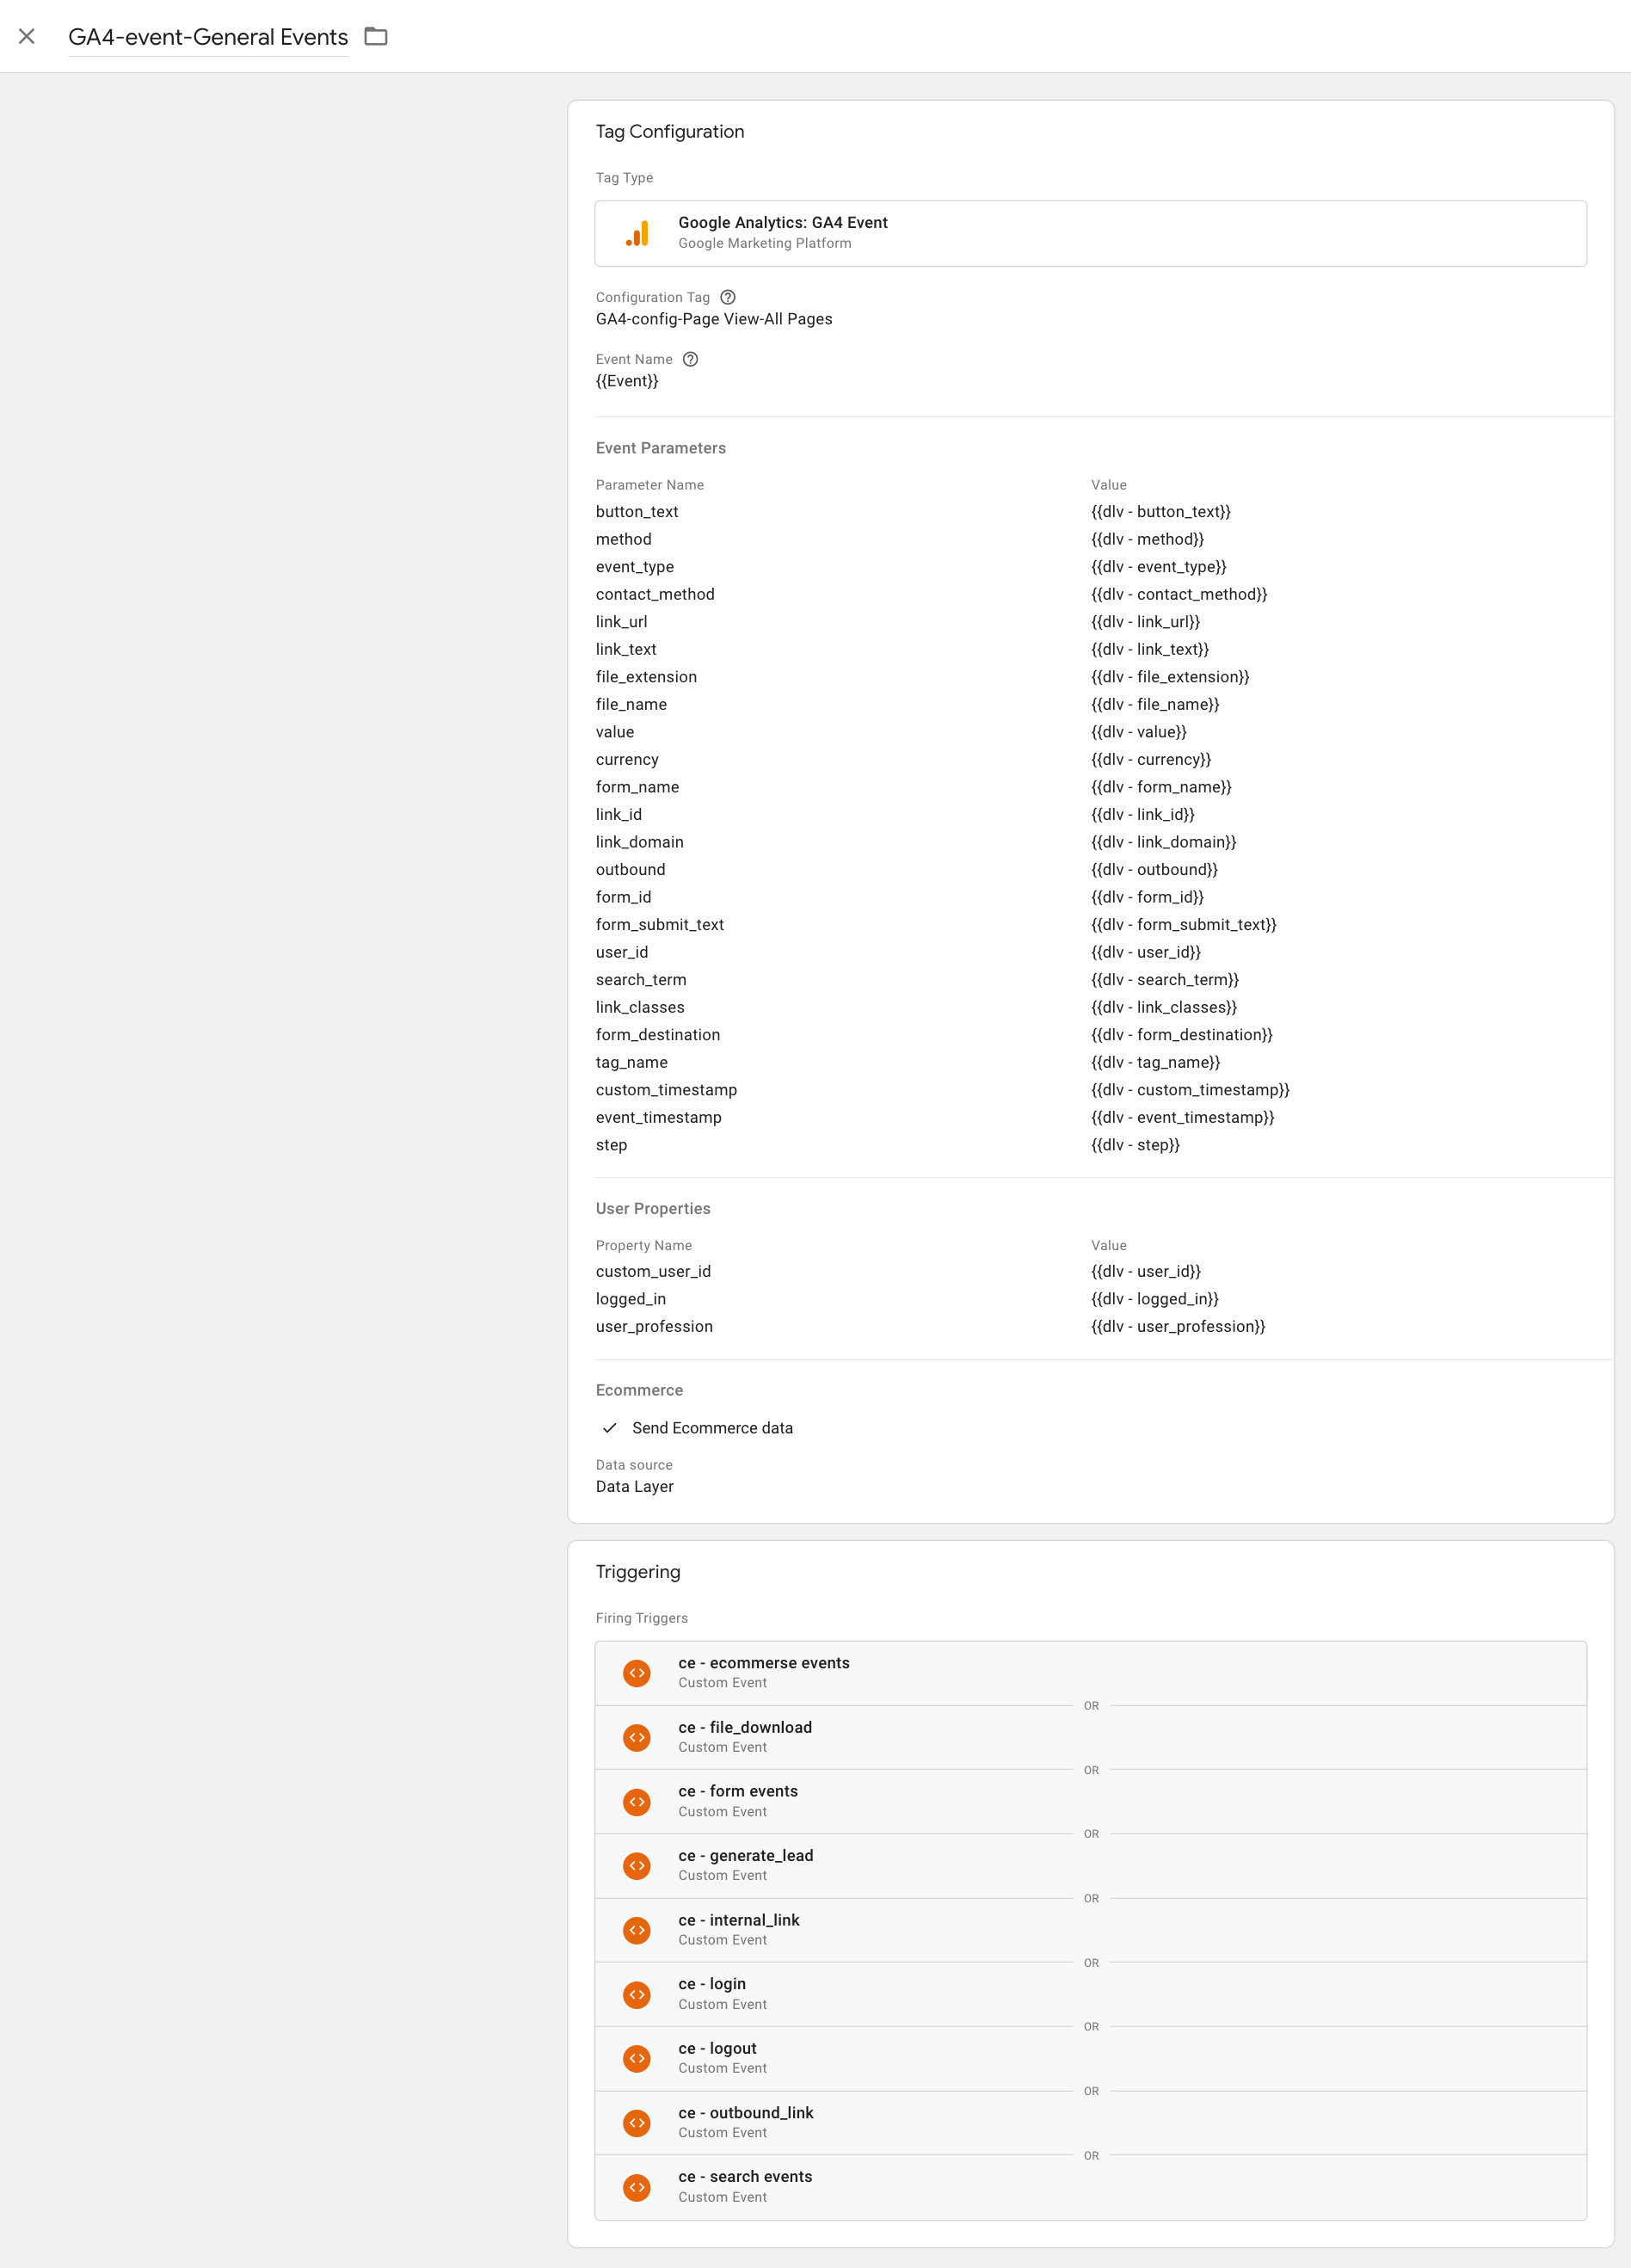 GA4-event-General Events
Tag Configuration
Tag Type
Google Analytics: GA4 Event
Google Marketing Platform
Configuration Tag
GA4-config-Page View-All Pages
Event Name
{{Event}}
Event Parameters
Parameter Name Value
button_text {{dlv - button_text}}
method {{dlv - method}}
event_type {{dlv - event_type}}
contact_method {{dlv - contact_method}}
link_url {{dlv - link_url}}
link_text {{dlv - link_text}}
file_extension {{dlv - file_extension}}
file_name {{dlv - file_name}}
value {{dlv - value}}
currency {{dlv - currency}}
form_name {{dlv - form_name}}
link_id {{dlv - link_id}}
link_domain {{dlv - link_domain}}
outbound {{dlv - outbound}}
form_id {{dlv - form_id}}
form_submit_text {{dlv - form_submit_text}}
user_id {{dlv - user_id}}
search_term {{dlv - search_term}}
link_classes {{dlv - link_classes}}
form_destination {{dlv - form_destination}}
tag_name {{dlv - tag_name}}
custom_timestamp {{dlv - custom_timestamp}}
event_timestamp {{dlv - event_timestamp}}
step {{dlv - step}}
User Properties
Property Name Value
custom_user_id {{dlv - user_id}}
logged_in {{dlv - logged_in}}
user_profession {{dlv - user_profession}}
Ecommerce
Send Ecommerce data
Data source
Data Layer
Triggering
Firing Triggers
ce - ecommerse events
Custom Event
OR
ce - file_download
Custom Event
OR
ce - form events
Custom Event
OR
ce - generate_lead
Custom Event
OR
ce - internal_link
Custom Event
OR
ce - login
Custom Event
OR
ce - logout
Custom Event
OR
ce - outbound_link
Custom Event
OR
ce - search events
Custom Event